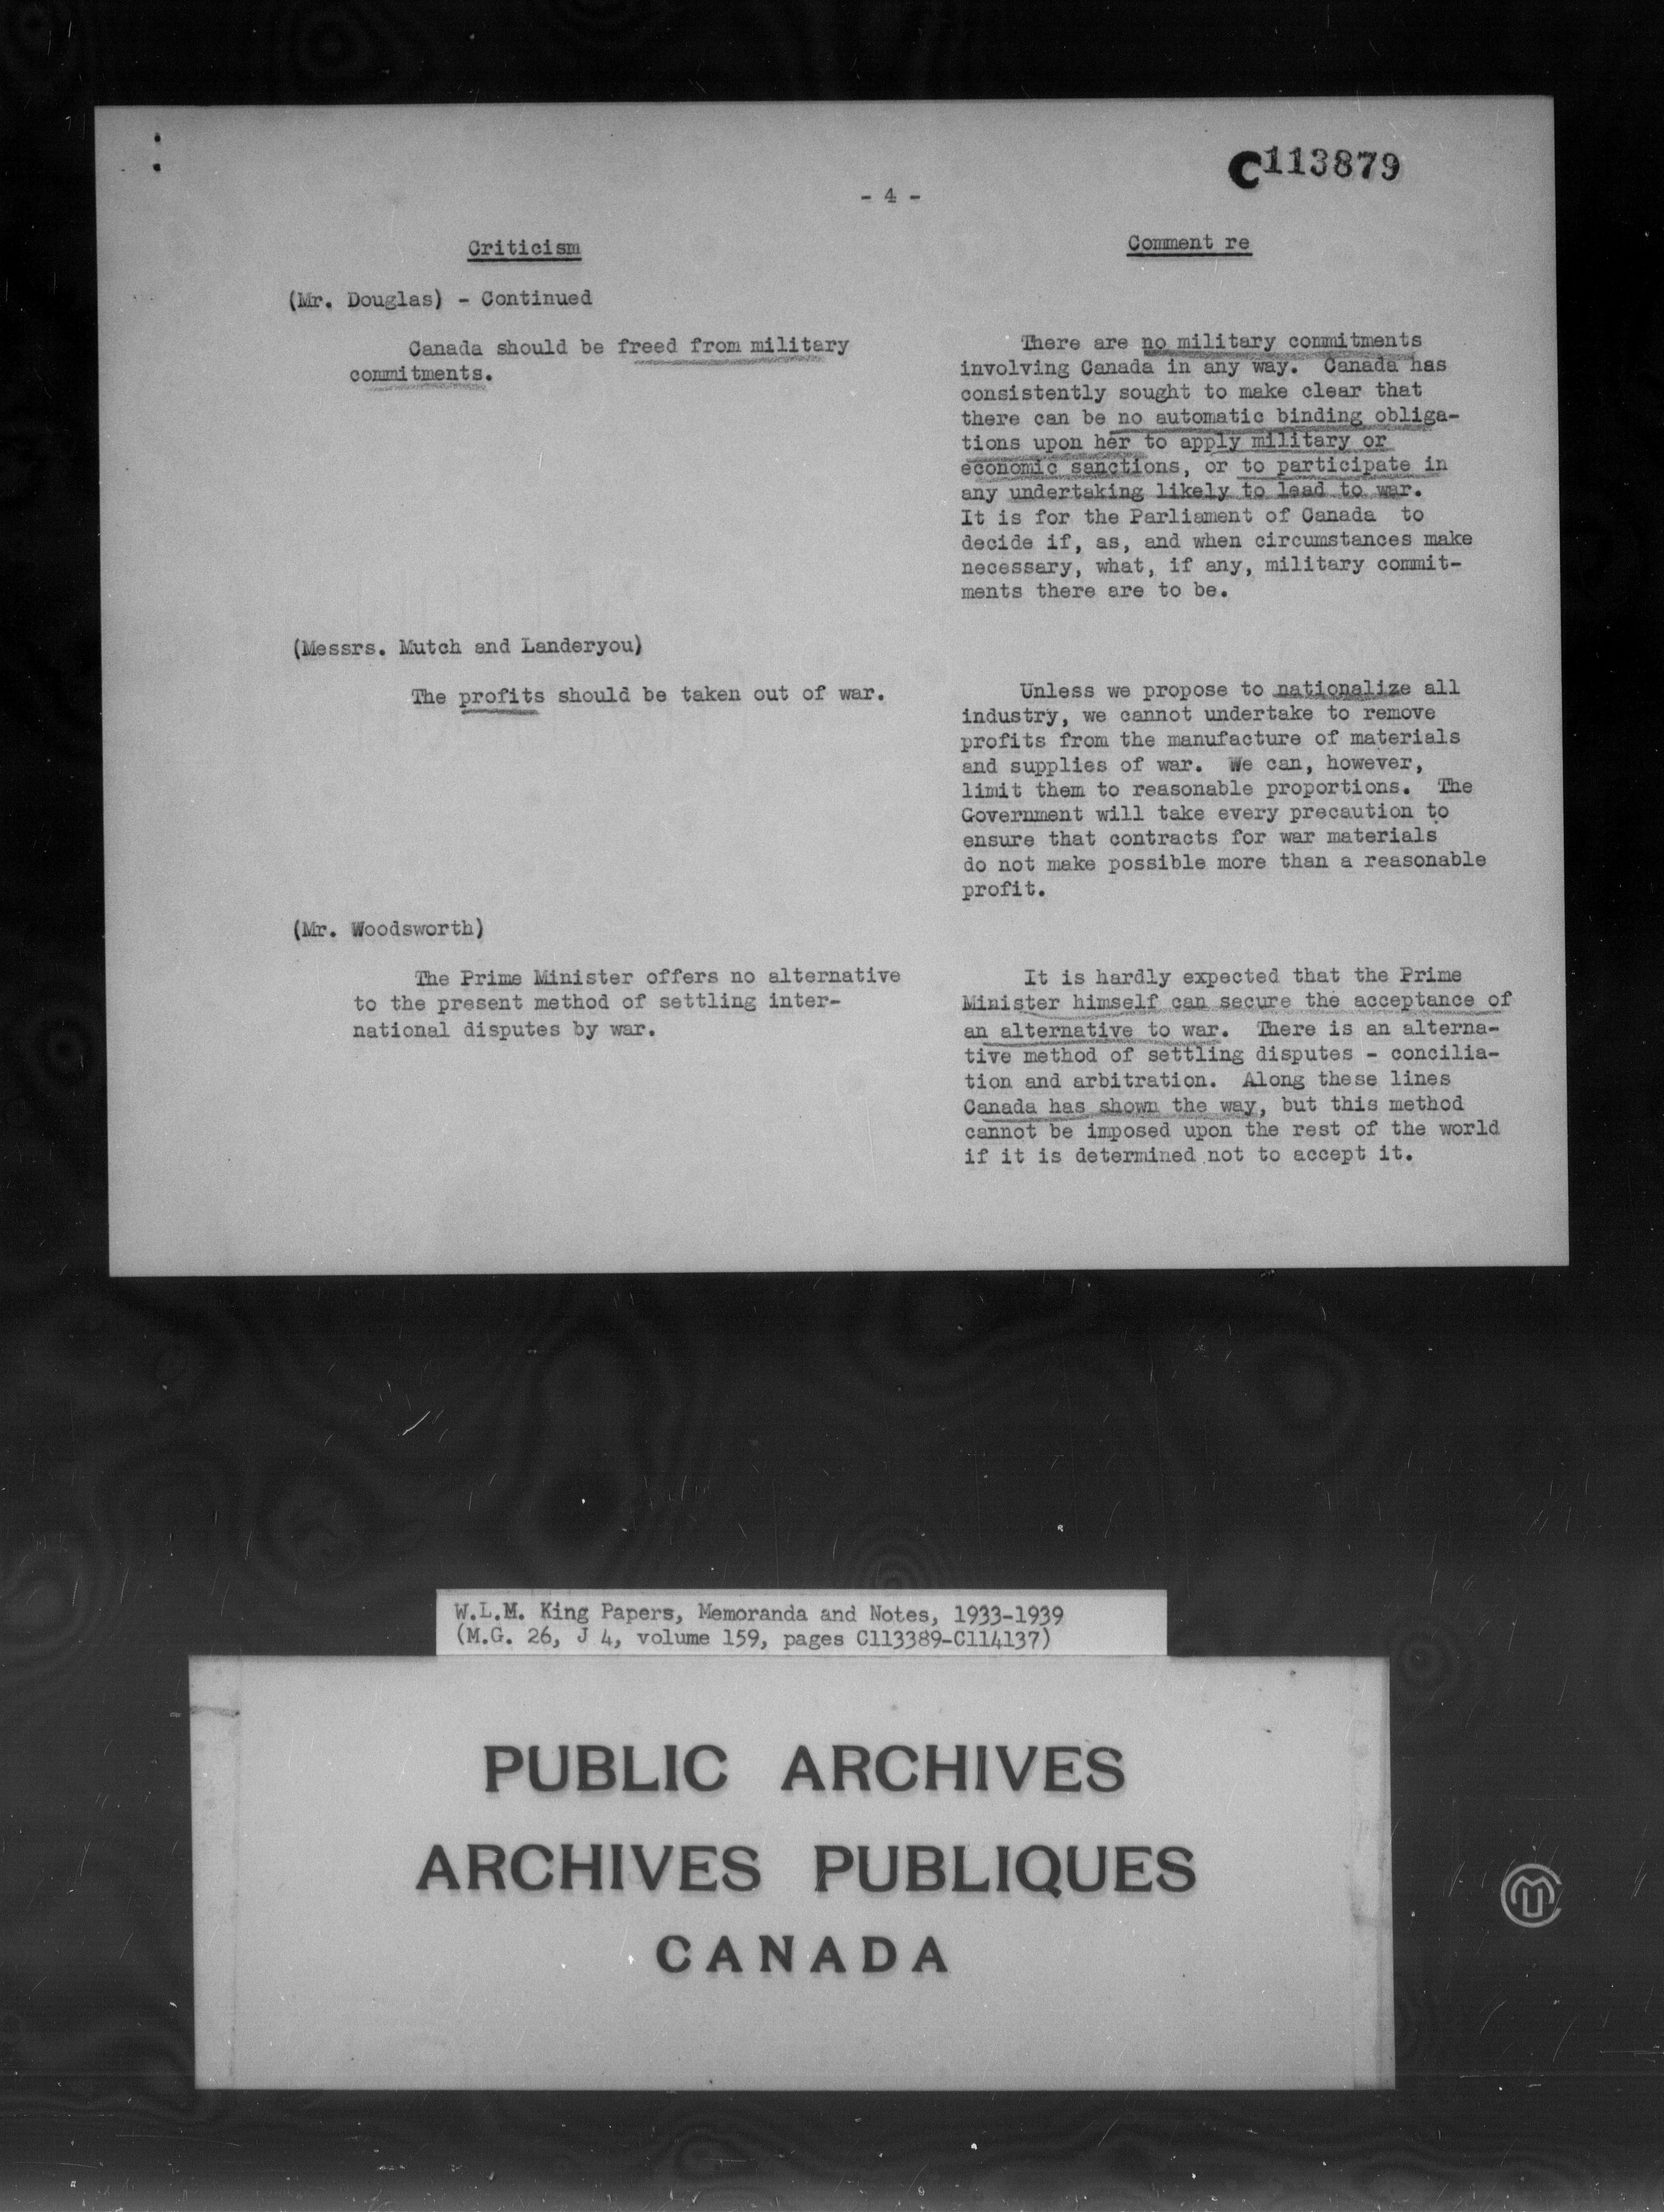 C113879
- 4 -
Criticism
Comment re
(Mr. Douglas) - Continued
Canada should be freed from military
commitments.
There are no military commitments
involving Canada in any way. Canada has
consistently sought to make clear that
there can be no automatic binding obliga-
tions upon her to apply military or
economic sanctions, or to participate in
any undertaking likely to lead to war.
It is for the Parliament of Canada to
decide if, as, and when circumstances make
necessary, what, if any, military commit-
ments there are to be.
(Messrs. Mutch and Landeryou)
The profits should be taken out of war.
Unless we propose to nationalize all
industry, we cannot undertake to remove
profits from the manufacture of materials
and supplies of war. We can, however,
limit them to reasonable proportions. The
Government will take every precaution to
ensure that contracts for war materials
do not make possible more than a reasonable
profit.
(Mr. Woodsworth)
The Prime Minister offers no alternative
to the present method of settling inter-
national disputes by war.
It is hardly expected that the Prime
Minister himself can secure the acceptance of
an alternative to war. There is an alterna-
tive method of settling disputes - concilia-
tion and arbitration. Along these lines
Canada has shown the way, but this method
cannot be imposed upon the rest of the world
if it is determined not to accept it.
W.L.M. King Papers, Memoranda and Notes, 1933-1939
(M.G. 26, J 4, volume 159, pages C113389-C114137)
PUBLIC ARCHIVES
ARCHIVES PUBLIQUES
CANADA